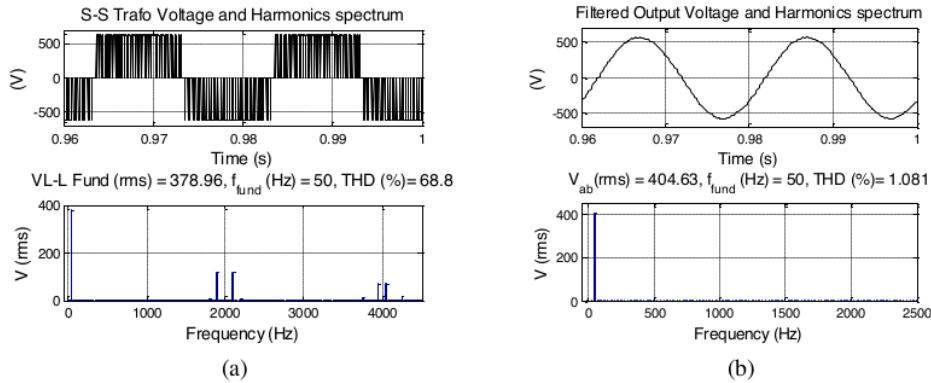 S-S Trafo Voltage and Harmonics spectrum
(V)
500
0
-500
0.96
0.97
0.98
0.99
1
Time (s)
VL-L Fund (rms) = 378.96, f_fund (Hz) = 50, THD (%)= 68.8
V (rms)
400
200
0
0
1000
2000
3000
4000
Frequency (Hz)
(a)
Filtered Output Voltage and Harmonics spectrum
(V)
500
0
-500
0.96
0.97
0.98
0.99
1
Time (s)
V_ab(rms) = 404.63, f_fund (Hz) = 50, THD (%)= 1.081
V (rms)
400
200
0
0
500
1000
1500
2000
2500
Frequency (Hz)
(b)